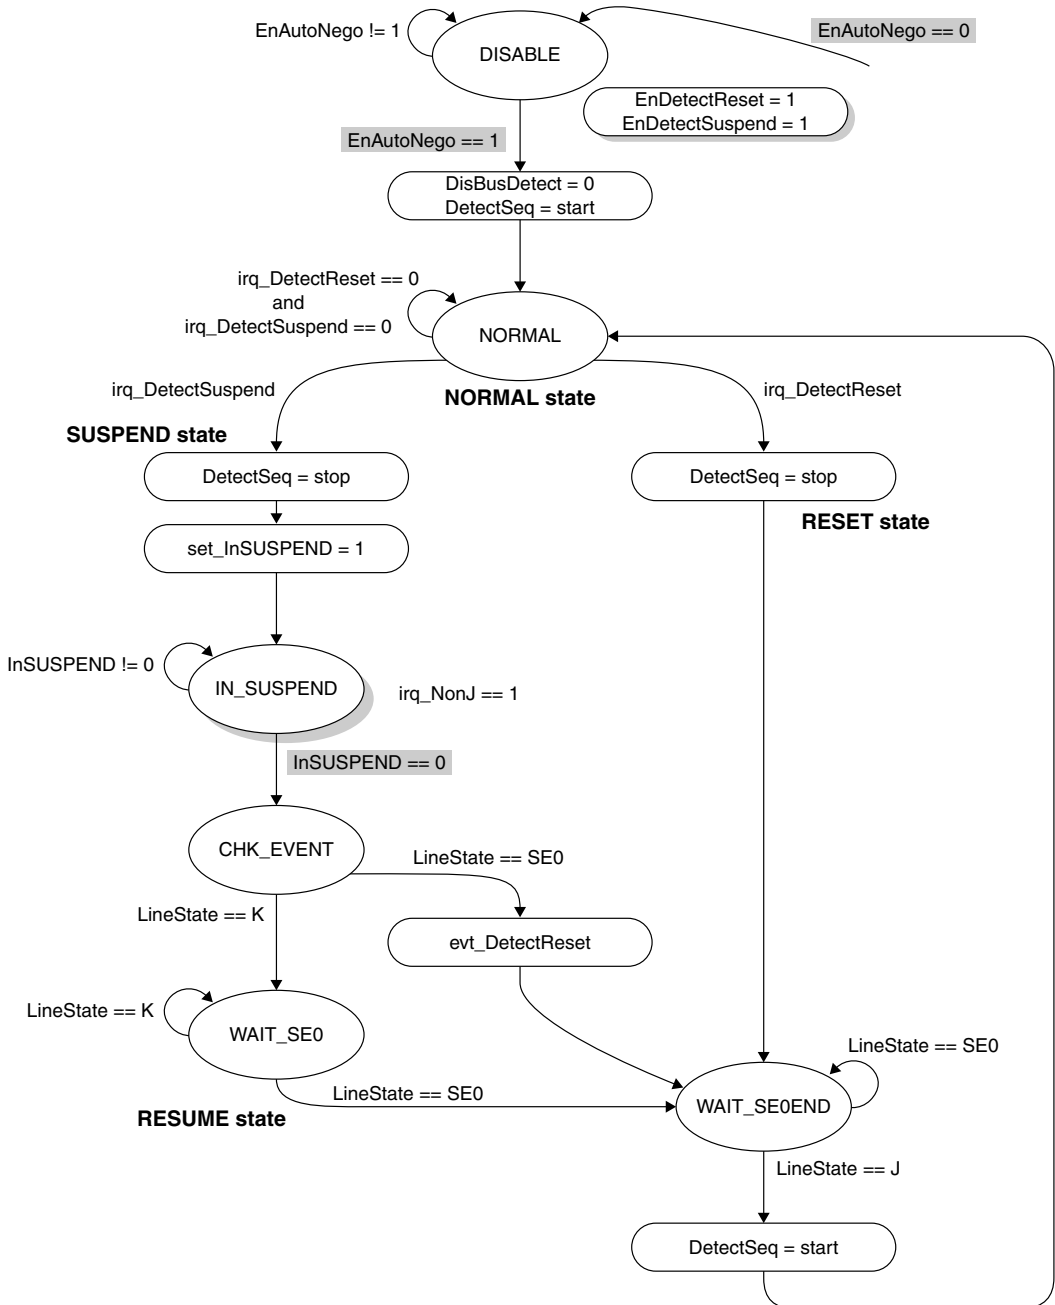 EnAutoNego != 1
DISABLE
EnAutoNego == 0
EnDetectReset = 1
EnDetectSuspend = 1
EnAutoNego == 1
DisBusDetect = 0
DetectSeq = start
irq_DetectReset == 0
and
irq_DetectSuspend == 0
NORMAL
irq_DetectSuspend
NORMAL state
irq_DetectReset
SUSPEND state
DetectSeq = stop
DetectSeq = stop
RESET state
set_InSUSPEND = 1
InSUSPEND != 0
IN_SUSPEND
irq_NonJ == 1
InSUSPEND == 0
CHK_EVENT
LineState == SE0
LineState == K
evt_DetectReset
LineState == K
WAIT_SE0
LineState == SE0
LineState == SE0
WAIT_SE0END
RESUME state
LineState == J
DetectSeq = start